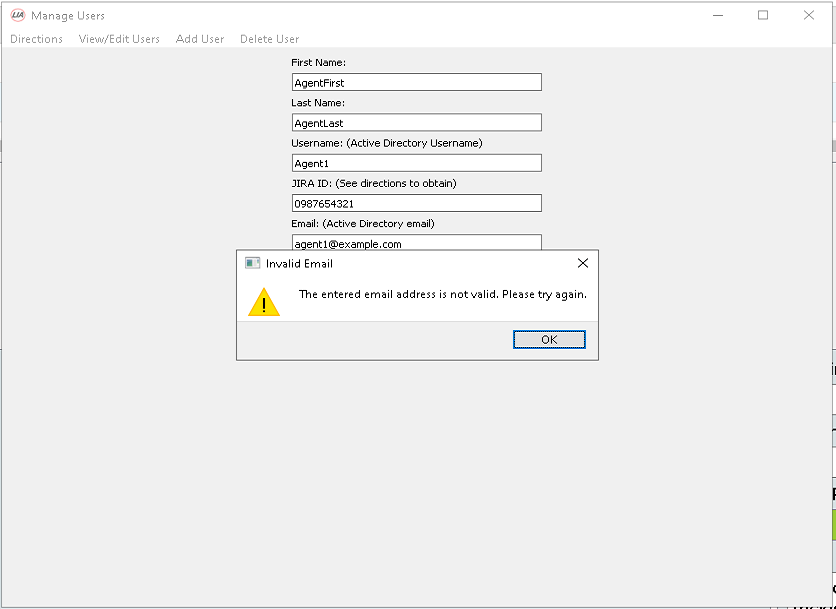 LIA Manage Users
Directions View/Edit Users Add User Delete User
First Name:
AgentFirst
Last Name:
AgentLast
Username: (Active Directory Username)
Agent1
JIRA ID: (See directions to obtain)
0987654321
Email: (Active Directory email)
agent1@example.com
Invalid Email
The entered email address is not valid. Please try again.
OK